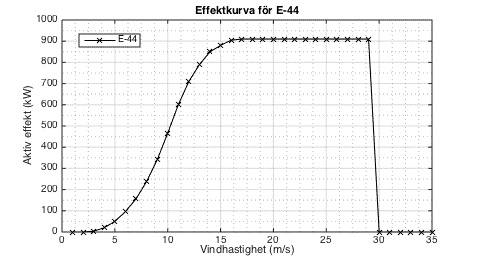 Effektkurva för E-44
E-44
Aktiv effekt (kW)
1000
900
800
700
600
500
400
300
200
100
0
0 5 10 15 20 25 30 35
Vindhastighet (m/s)